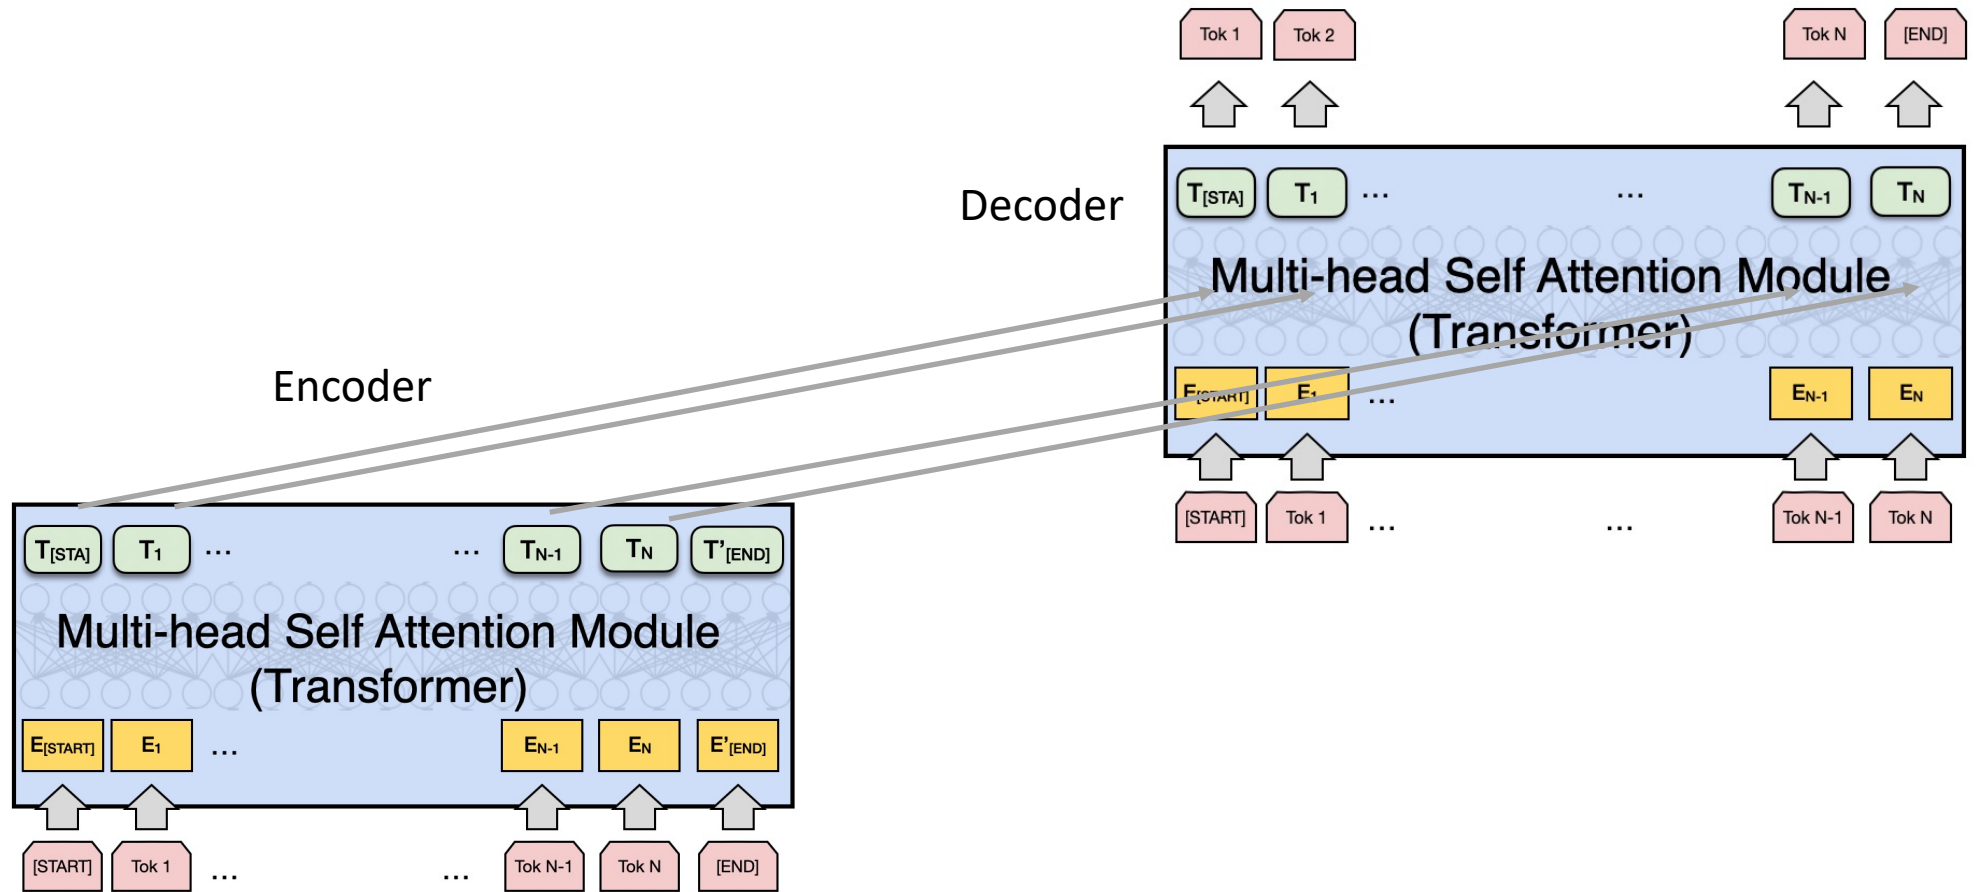 Tok 1 Tok 2 Tok N [END]
Decoder
T[STA] T1 ... ... TN-1 TN
Multi-head Self Attention Module
(Transformer)
E[START] E1 ... EN-1 EN
[START] Tok 1 ... ... Tok N-1 Tok N
Encoder
T[STA] T1 ... ... TN-1 TN T'[END]
Multi-head Self Attention Module
(Transformer)
E[START] E1 ... EN-1 EN E'[END]
[START] Tok 1 ... ... Tok N-1 Tok N [END]